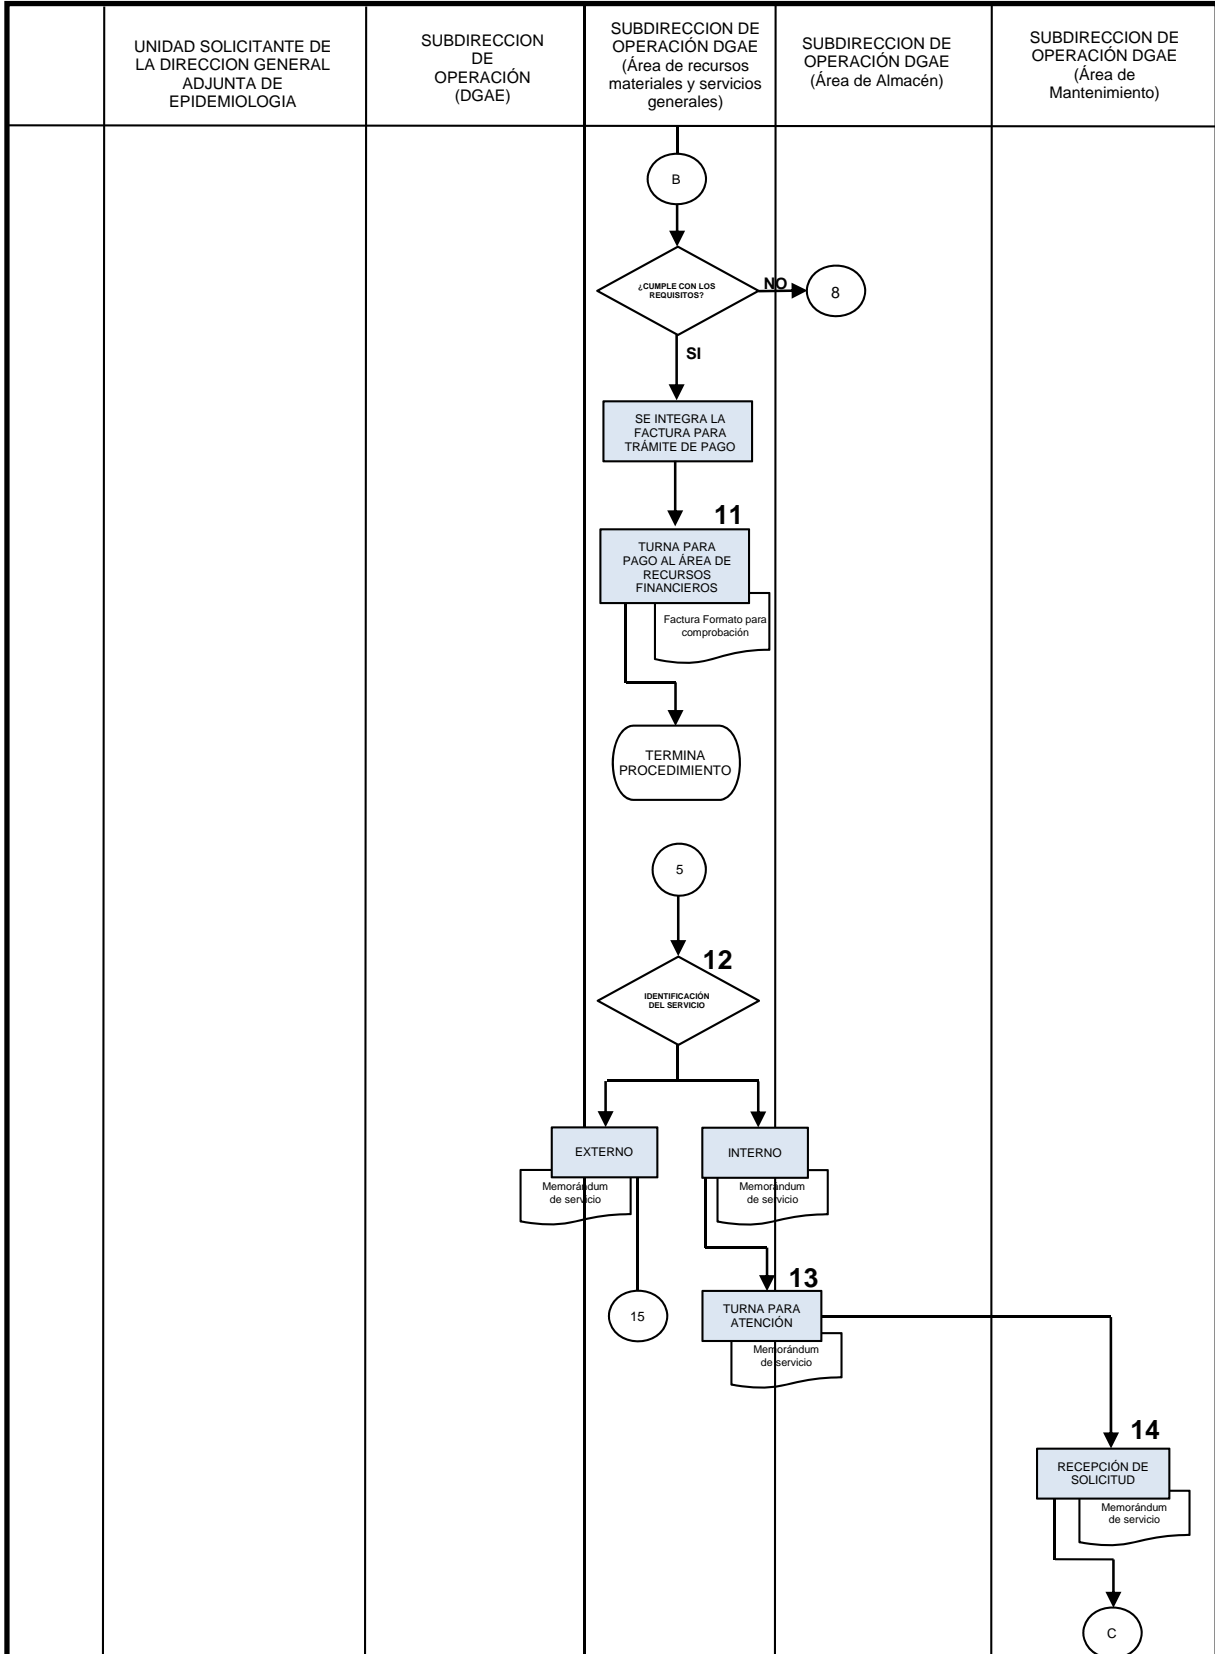 UNIDAD SOLICITANTE DE
LA DIRECCION GENERAL
ADJUNTA DE
EPIDEMIOLOGIA
SUBDIRECCION
DE
OPERACIÓN
(DGAE)
SUBDIRECCION DE
OPERACIÓN DGAE
(Área de recursos
materiales y servicios
generales)
SUBDIRECCION DE
OPERACIÓN DGAE
(Área de Almacén)
SUBDIRECCION DE
OPERACIÓN DGAE
(Área de
Mantenimiento)
B
¿CUMPLE CON LOS
REQUISITOS?
NO
8
SI
SE INTEGRA LA
FACTURA PARA
TRÁMITE DE PAGO
11
TURNA PARA
PAGO AL ÁREA DE
RECURSOS
FINANCIEROS
Factura Formato para
comprobación
TERMINA
PROCEDIMIENTO
5
12
IDENTIFICACIÓN
DEL SERVICIO
EXTERNO
Memorándum
de servicio
INTERNO
Memorándum
de servicio
15
13
TURNA PARA
ATENCIÓN
Memorándum
de servicio
14
RECEPCIÓN DE
SOLICITUD
Memorándum
de servicio
C